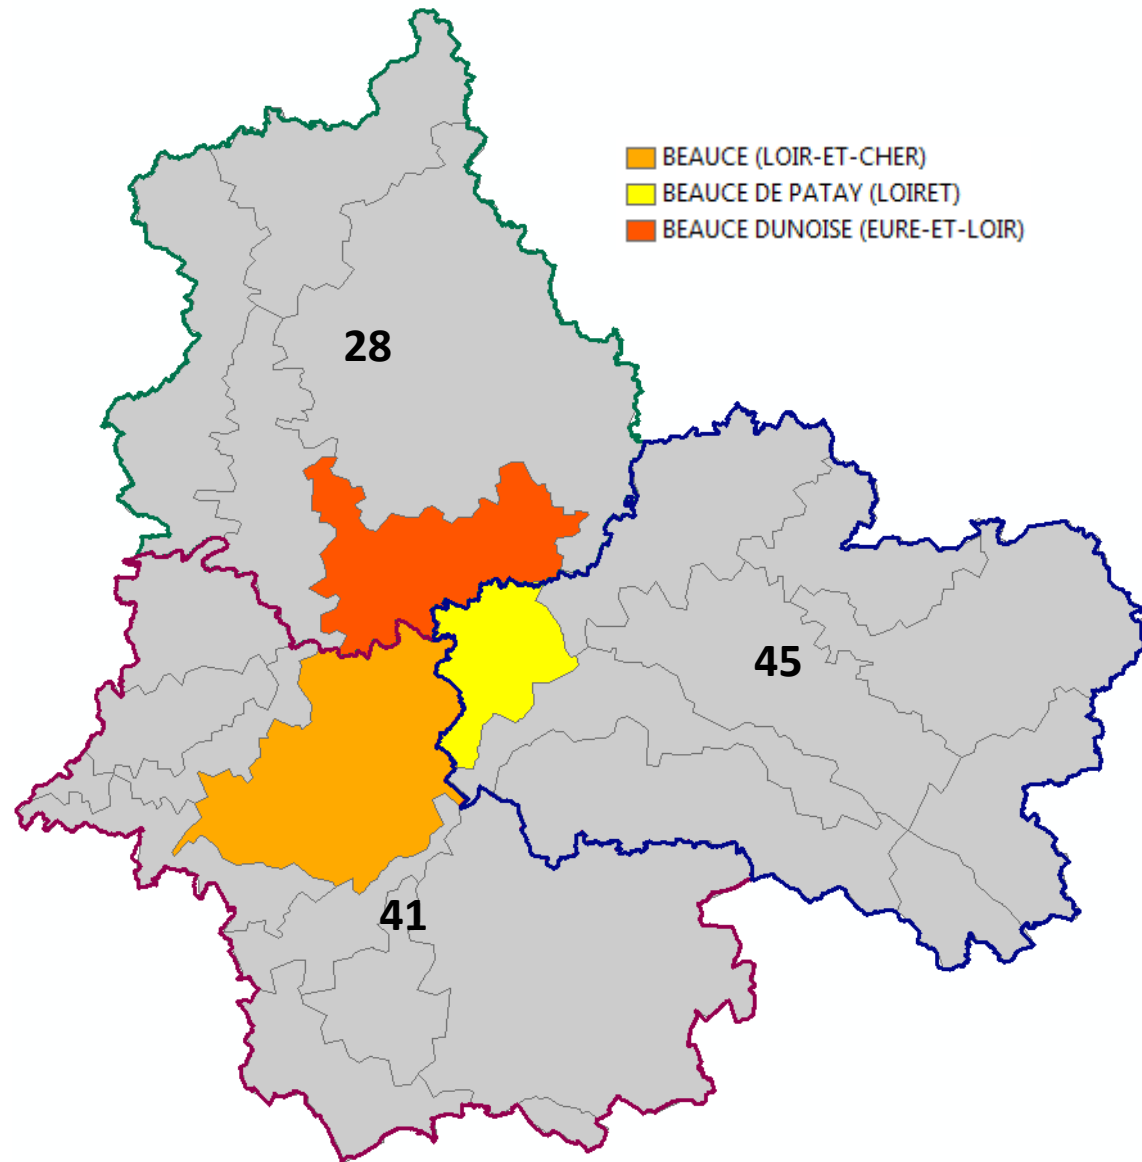 BEAUCE (LOIR-ET-CHER)
BEAUCE DE PATAY (LOIRET)
BEAUCE DUNOISE (EURE-ET-LOIR)
28
45
41